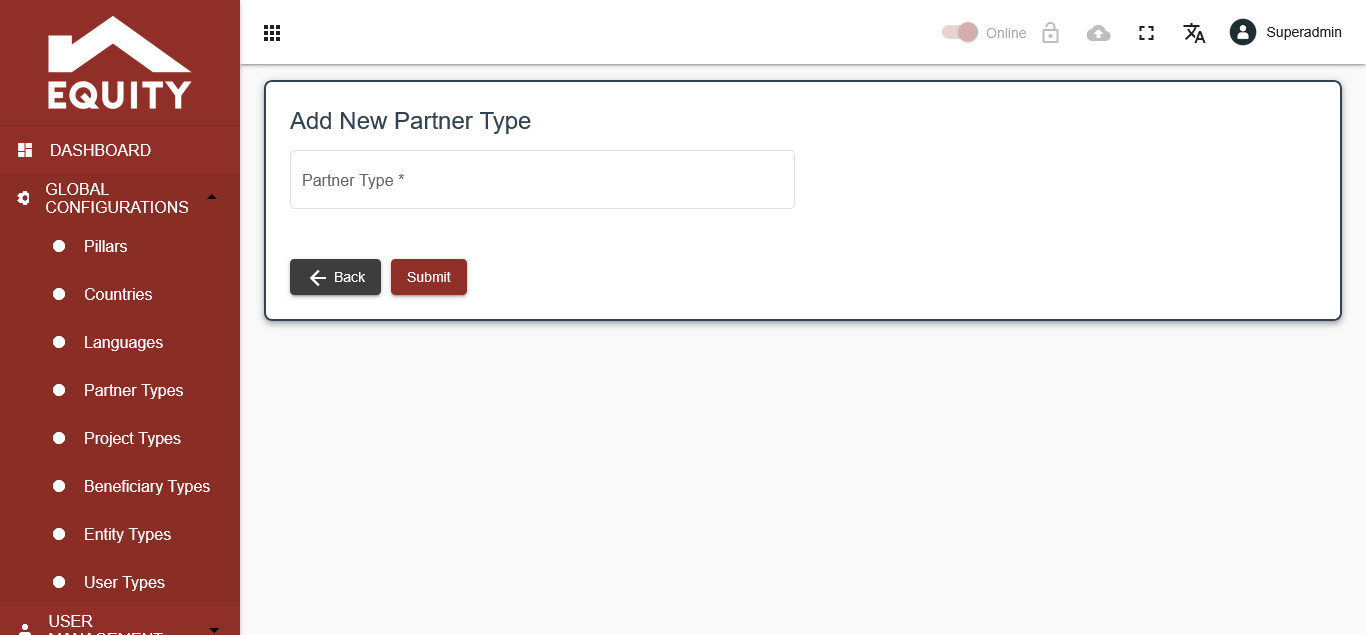 EQUITY
DASHBOARD
GLOBAL
CONFIGURATIONS
Pillars
Countries
Languages
Partner Types
Project Types
Beneficiary Types
Entity Types
User Types
USER
MANAGEMENT
Online
Superadmin
Add New Partner Type
Partner Type *
Back
Submit